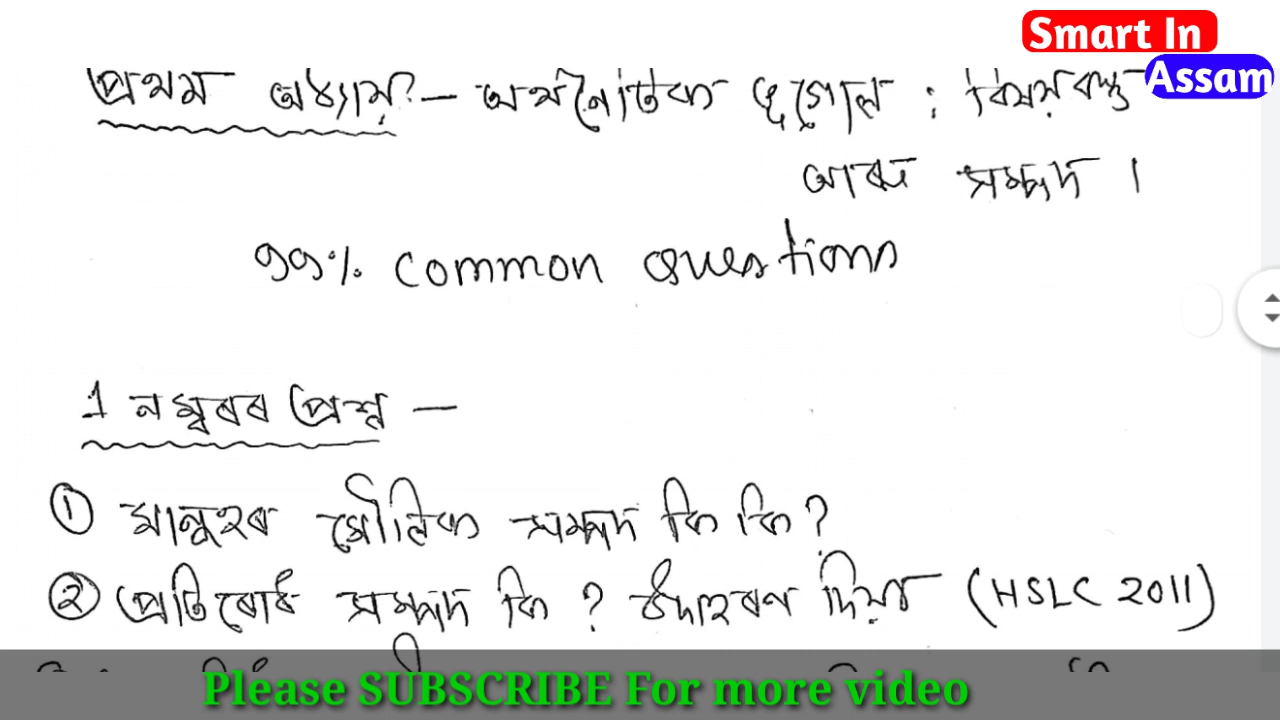 Smart In
Assam
প্ৰথম অধ্যায় :— অৰ্থনৈতিক ভূগোল : বিষয়বস্তু
আৰু সম্পদ ।
99% common questions
1 নম্বৰৰ প্ৰশ্ন —
① মানুহৰ মৌলিক সম্পদ কি কি ?
② প্ৰতিৰোধ সম্পদ কি ? উদাহৰণ দিয়া (HSLC 2011)
Please SUBSCRIBE For more video